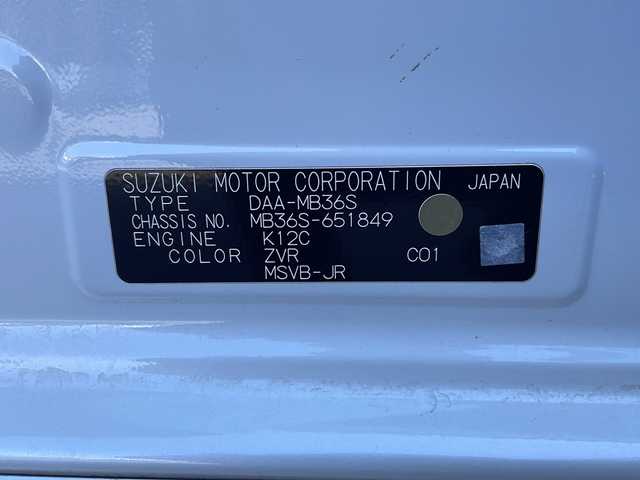 SUZUKI MOTOR CORPORATION JAPAN
TYPE DAA-MB36S
CHASSIS NO. MB36S-651849
ENGINE K12C
COLOR ZVR C01
MSVB-JR